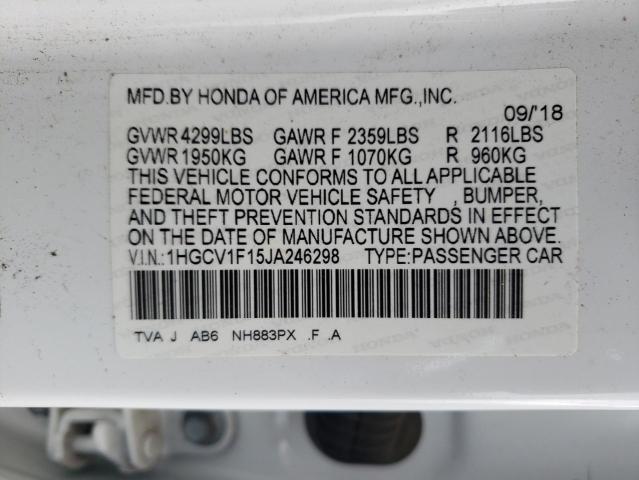 MFD.BY HONDA OF AMERICA MFG.,INC.
09/'18
GVWR 4299LBS GAWR F 2359LBS R 2116LBS
GVWR 1950KG GAWR F 1070KG R 960KG
THIS VEHICLE CONFORMS TO ALL APPLICABLE
FEDERAL MOTOR VEHICLE SAFETY , BUMPER,
AND THEFT PREVENTION STANDARDS IN EFFECT
ON THE DATE OF MANUFACTURE SHOWN ABOVE.
V.I.N.:1HGCV1F15JA246298 TYPE:PASSENGER CAR
TVA J AB6 NH883PX .F .A